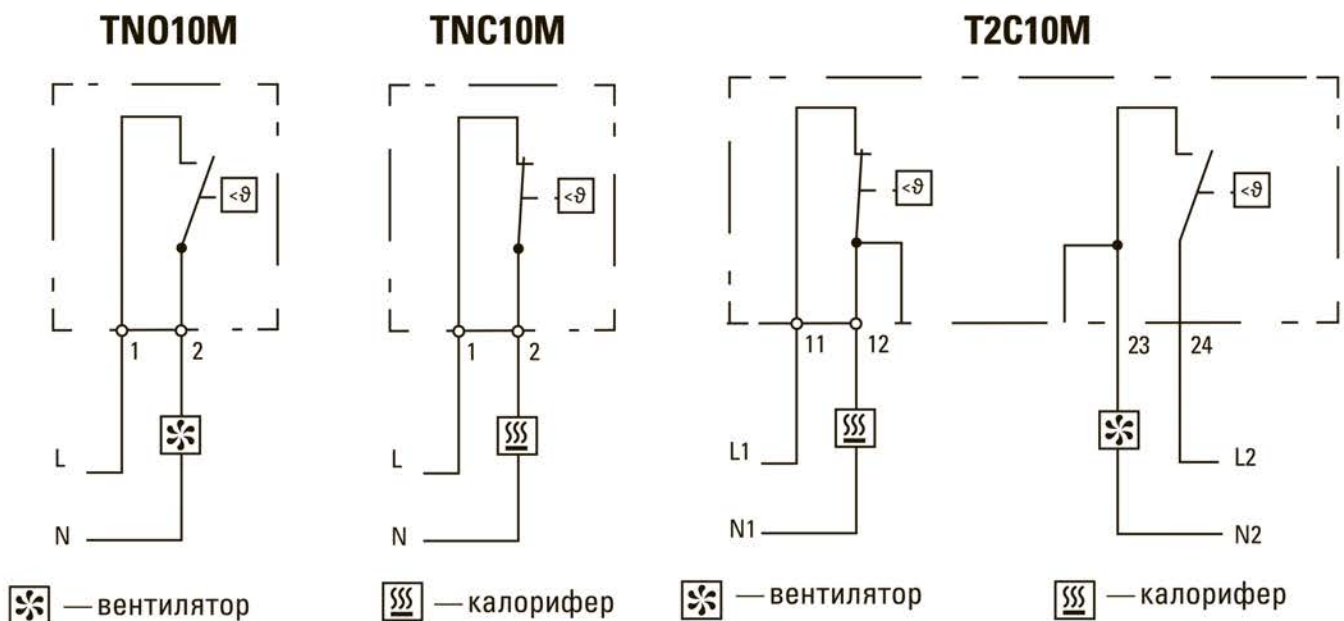 TNO10M TNC10M T2C10M
<ϑ <ϑ <ϑ <ϑ
1 2 1 2 11 12 23 24
L L L1 L2
N N N1 N2
— вентилятор — калорифер — вентилятор — калорифер